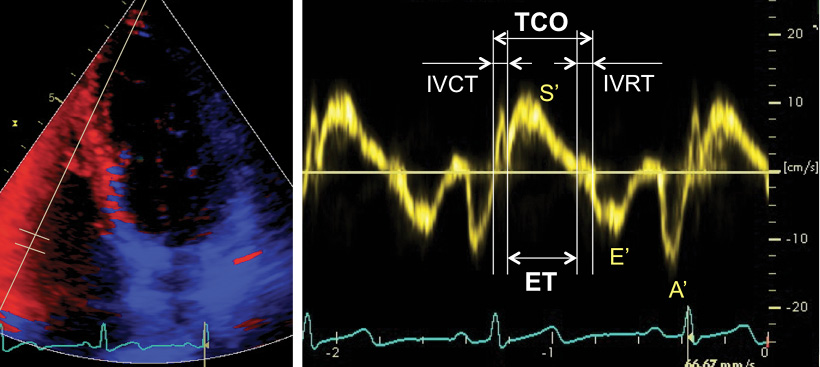 5
TCO
IVCT
IVRT
S'
ET
E'
A'
20
10
[cm/s]
-10
-20
-2
-1
0
66.67 mm/s